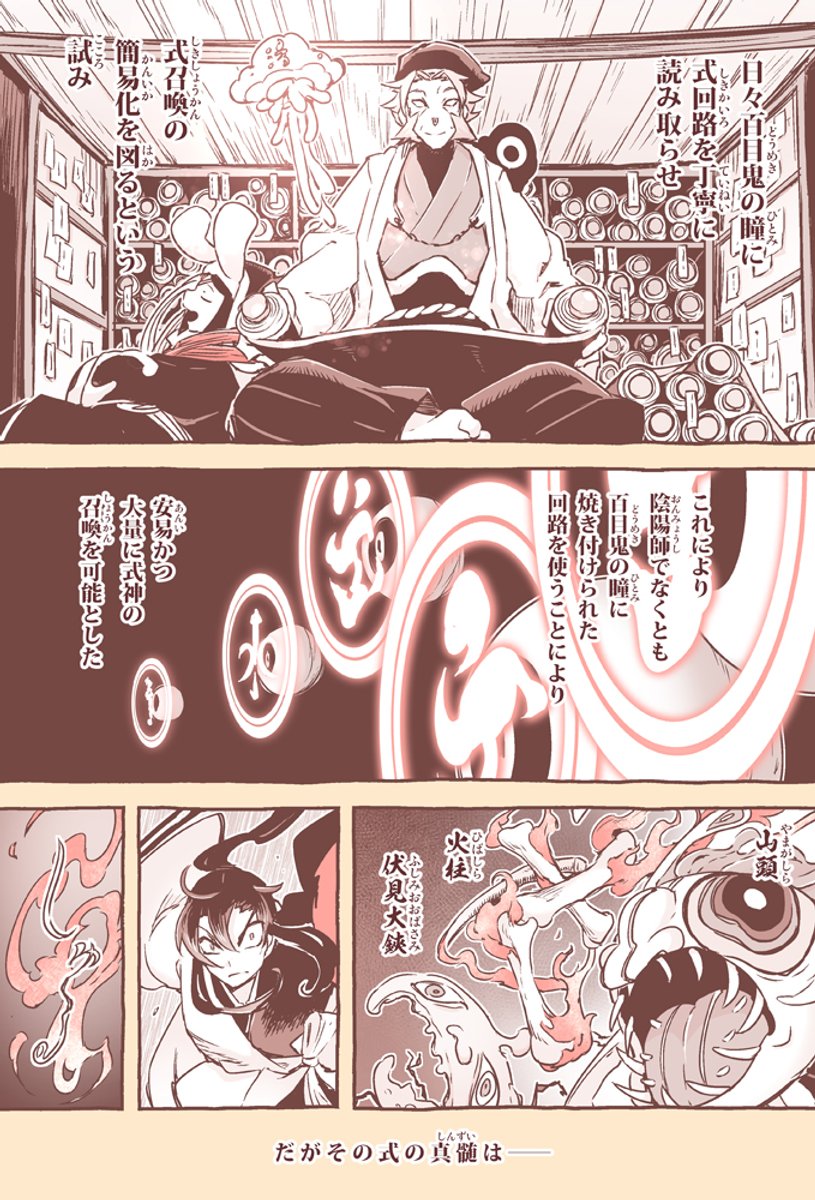 日々百目鬼の瞳に
式回路を丁寧に
読み取らせ
式召喚の
簡易化を図るという
試み
これにより
陰陽師でなくとも
百目鬼の瞳に
焼き付けられた
回路を使うことにより
安易かつ
大量に式神の
召喚を可能とした
山頭
火柱
伏見大鋏
だがその式の真髄は——